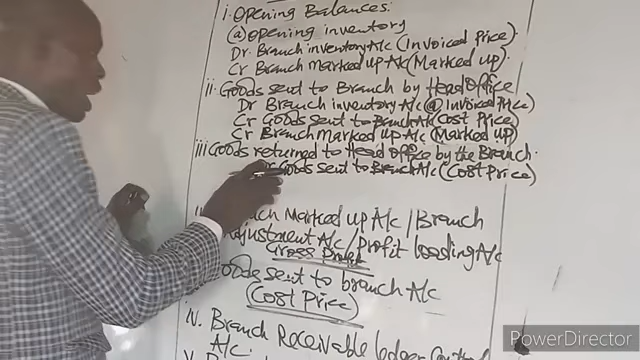 i. Opening Balances:
(a) Opening inventory
Dr. Branch inventory A/c (Invoiced Price)
Cr Branch marked up A/c (Marked up)
ii. Goods sent to Branch by Head Office
Dr Branch inventory A/c (@ Invoiced Price)
Cr Goods sent to Branch A/c (Cost Price)
Cr Branch marked up A/c (Marked up)
iii Goods returned to Head Office by the Branch.
Goods sent to Branch A/c (Cost Price)
Marked up A/c / Branch
Adjustment A/c / Profit loading A/c
Gross Profit
Goods sent to branch A/c
(Cost Price)
iv. Branch Receivable ledger
A/c.
PowerDirector